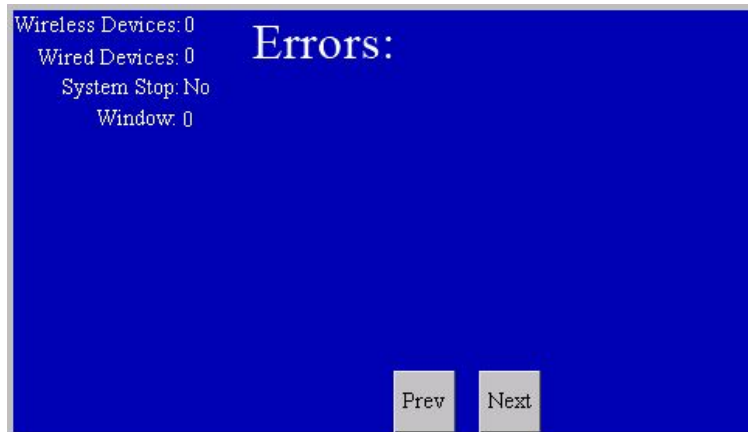 Wireless Devices: 0
Wired Devices: 0
System Stop: No
Window: 0
Errors:
Prev
Next